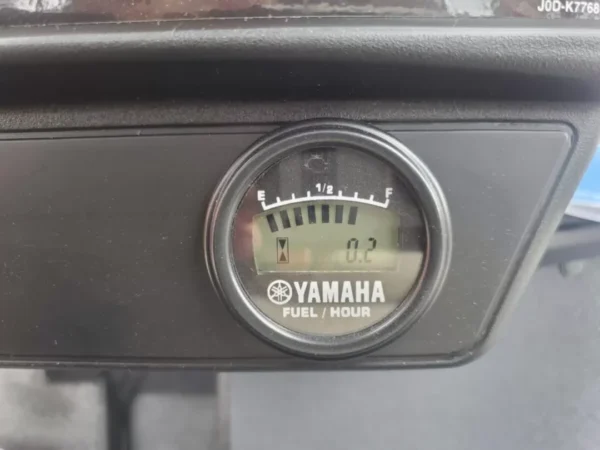 J0D-K7768
E 1/2 F
0.2
YAMAHA
FUEL / HOUR